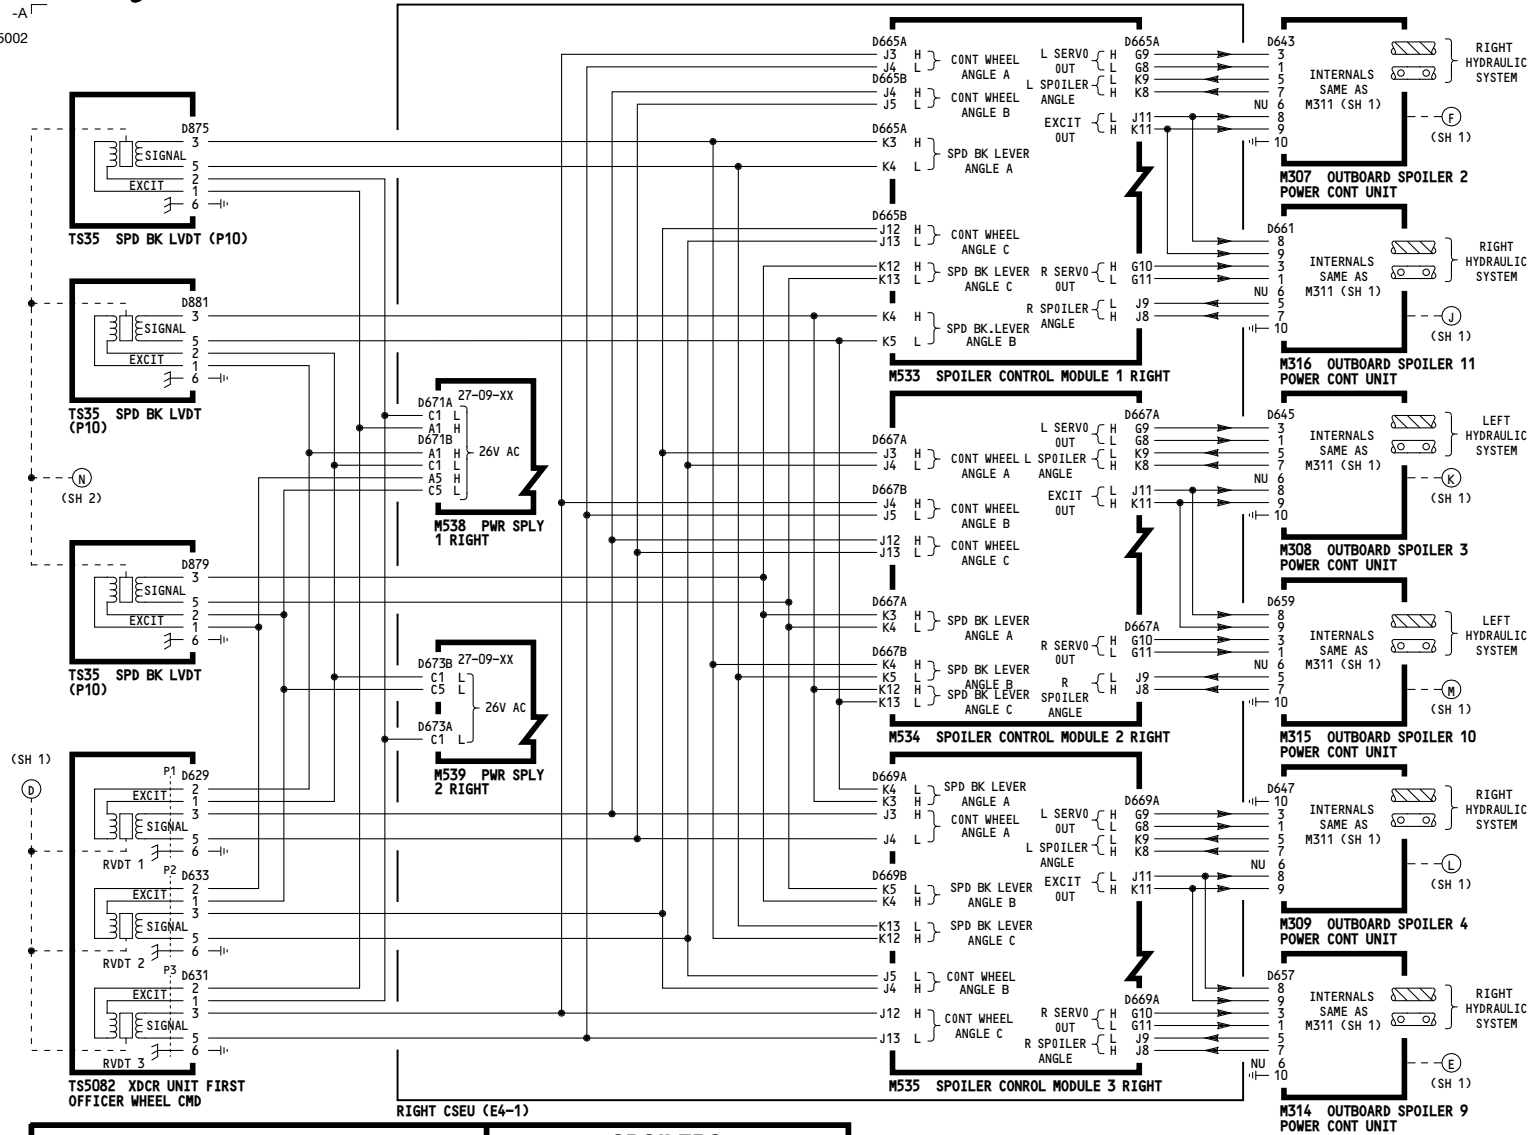 -A
5002
D875
3
SIGNAL
5
2
EXCIT
1
6
TS35 SPD BK LVDT (P10)
D881
3
SIGNAL
5
2
EXCIT
1
6
TS35 SPD BK LVDT
(P10)
N
(SH 2)
D879
3
SIGNAL
5
2
EXCIT
1
6
TS35 SPD BK LVDT
(P10)
(SH 1)
D
P1
D629
2
EXCIT
1
3
SIGNAL
5
6
RVDT 1
P2
D633
2
EXCIT
1
3
SIGNAL
5
6
RVDT 2
P3
D631
2
EXCIT
1
3
SIGNAL
5
6
RVDT 3
TS5082 XDCR UNIT FIRST
OFFICER WHEEL CMD
27-09-XX
D671A
C1 L
A1 H
D671B
A1 H
26V AC
C1 L
A5 H
C5 L
M538 PWR SPLY
1 RIGHT
27-09-XX
D673B
C1 L
C5 L
26V AC
D673A
C1 L
M539 PWR SPLY
2 RIGHT
RIGHT CSEU (E4-1)
D665A
J3 H
J4 L
CONT WHEEL
ANGLE A
D665B
J4 H
J5 L
CONT WHEEL
ANGLE B
D665A
K3 H
SPD BK LEVER
ANGLE A
K4 L
D665B
J12 H
J13 L
CONT WHEEL
ANGLE C
K12 H
K13 L
SPD BK LEVER
ANGLE C
K4 H
SPD BK.LEVER
ANGLE B
K5 L
D665A
L SERVO
OUT
H G9
L G8
L SPOILER
ANGLE
L K9
H K8
EXCIT
OUT
L J11
H K11
R SERVO
OUT
H G10
L G11
R SPOILER
ANGLE
L J9
H J8
M533 SPOILER CONTROL MODULE 1 RIGHT
D667A
J3 H
J4 L
CONT WHEEL
ANGLE A
D667B
J4 H
J5 L
CONT WHEEL
ANGLE B
J12 H
J13 L
CONT WHEEL
ANGLE C
D667A
K3 H
K4 L
SPD BK LEVER
ANGLE A
D667B
K4 H
K5 L
SPD BK LEVER
ANGLE B
K12 H
K13 L
SPD BK LEVER
ANGLE C
D667A
L SERVO
OUT
H G9
L G8
L SPOILER
ANGLE
L K9
H K8
EXCIT
OUT
L J11
H K11
D667A
R SERVO
OUT
H G10
L G11
R
SPOILER
ANGLE
L J9
H J8
M534 SPOILER CONTROL MODULE 2 RIGHT
D669A
K4 L
K3 H
SPD BK LEVER
ANGLE A
J3 H
CONT WHEEL
ANGLE A
J4 L
D669B
K5 L
K4 H
SPD BK LEVER
ANGLE B
K13 L
K12 H
SPD BK LEVER
ANGLE C
J5 L
J4 H
CONT WHEEL
ANGLE B
J12 H
CONT WHEEL
ANGLE C
J13 L
D669A
L SERVO
OUT
H G9
L G8
L SPOILER
ANGLE
L K9
H K8
EXCIT
OUT
L J11
H K11
D669A
R SERVO
OUT
H G10
L G11
R SPOILER
ANGLE
L J9
H J8
M535 SPOILER CONROL MODULE 3 RIGHT
D643
3
1
5
7
NU 6
8
9
10
INTERNALS
SAME AS
M311 (SH 1)
RIGHT
HYDRAULIC
SYSTEM
F
(SH 1)
M307 OUTBOARD SPOILER 2
POWER CONT UNIT
D661
8
9
3
1
NU 6
5
7
10
INTERNALS
SAME AS
M311 (SH 1)
RIGHT
HYDRAULIC
SYSTEM
J
(SH 1)
M316 OUTBOARD SPOILER 11
POWER CONT UNIT
D645
3
1
5
7
NU 6
8
9
10
INTERNALS
SAME AS
M311 (SH 1)
LEFT
HYDRAULIC
SYSTEM
K
(SH 1)
M308 OUTBOARD SPOILER 3
POWER CONT UNIT
D659
8
9
3
1
NU 6
5
7
10
INTERNALS
SAME AS
M311 (SH 1)
LEFT
HYDRAULIC
SYSTEM
M
(SH 1)
M315 OUTBOARD SPOILER 10
POWER CONT UNIT
D647
10
3
1
5
7
NU 6
8
9
INTERNALS
SAME AS
M311 (SH 1)
RIGHT
HYDRAULIC
SYSTEM
L
(SH 1)
M309 OUTBOARD SPOILER 4
POWER CONT UNIT
D657
8
9
3
1
5
7
NU 6
10
INTERNALS
SAME AS
M311 (SH 1)
RIGHT
HYDRAULIC
SYSTEM
E
(SH 1)
M314 OUTBOARD SPOILER 9
POWER CONT UNIT